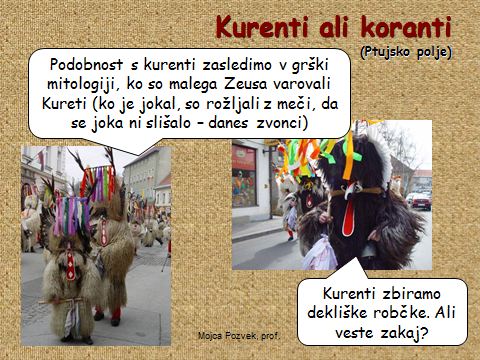 Kurenti ali koranti
(Ptujsko polje)
Podobnost s kurenti zasledimo v grški
mitologiji, ko so malega Zeusa varovali
Kureti (ko je jokal, so rožljali z meči, da
se joka ni slišalo – danes zvonci)
Kurenti zbiramo
dekliške robčke. Ali
veste zakaj?
Mojca Pozvek, prof.